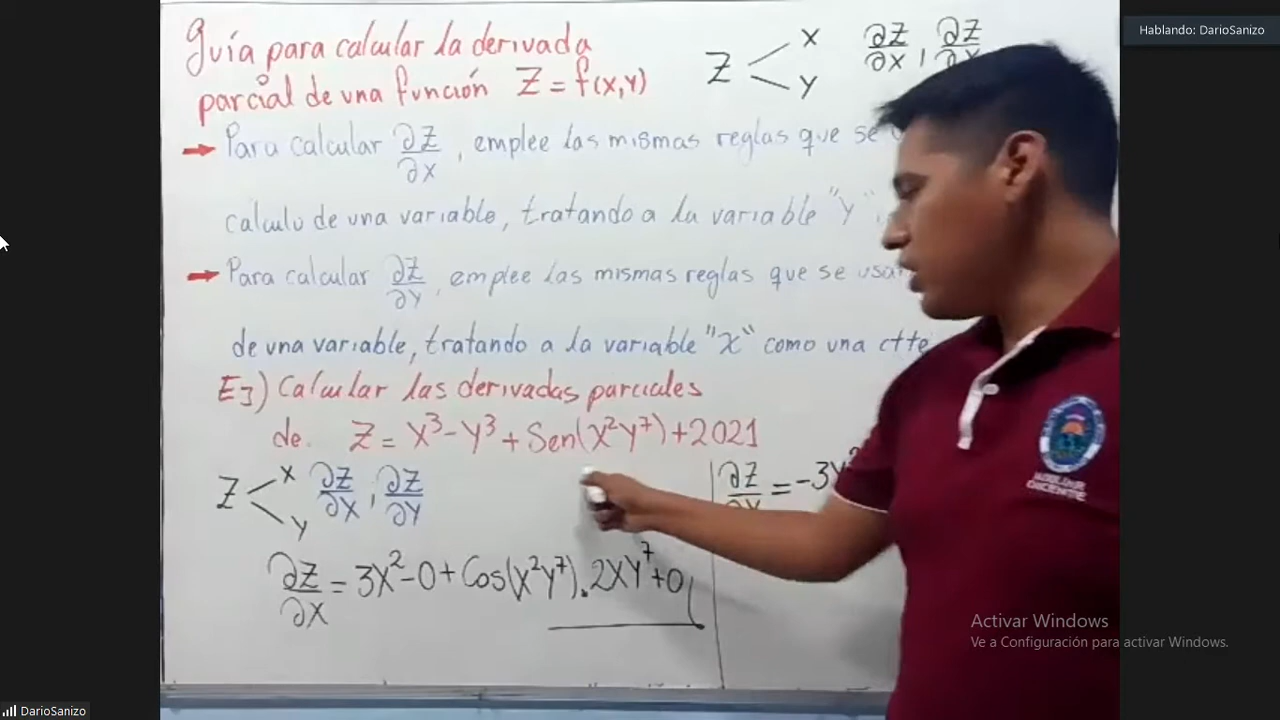 Hablando: DarioSanizo
Guía para calcular la derivada
parcial de una función Z = f(x,y)
Z < x y ∂Z/∂x , ∂Z/
→ Para calcular ∂Z/∂x , emplee las mismas reglas que se
calculo de una variable, tratando a la variable "y"
→ Para calcular ∂Z/∂y , emplee las mismas reglas que se usan
de una variable, tratando a la variable "x" como una ctte
Ej) Calcular las derivadas parciales
de. Z = x³ - y³ + Sen(x²y⁷) + 2021
Z < x y ∂Z/∂x , ∂Z/∂y
∂Z/∂x = 3x² - 0 + Cos(x²y⁷) . 2xy⁷ + 0
∂Z/∂y = -3y²
AUXILIAR
DOCENTE
Activar Windows
Ve a Configuración para activar Windows.
DarioSanizo